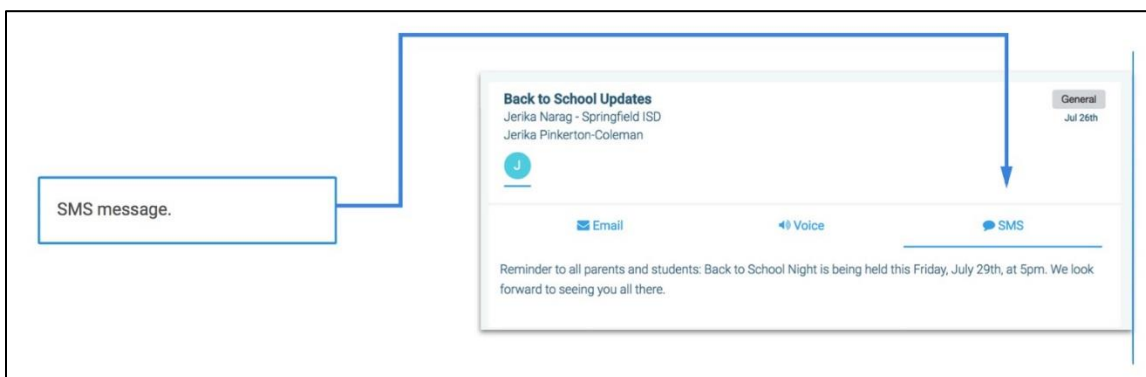 SMS message.
Back to School Updates
Jerika Narag - Springfield ISD
Jerika Pinkerton-Coleman
General
Jul 26th
J
Email
Voice
SMS
Reminder to all parents and students: Back to School Night is being held this Friday, July 29th, at 5pm. We look
forward to seeing you all there.